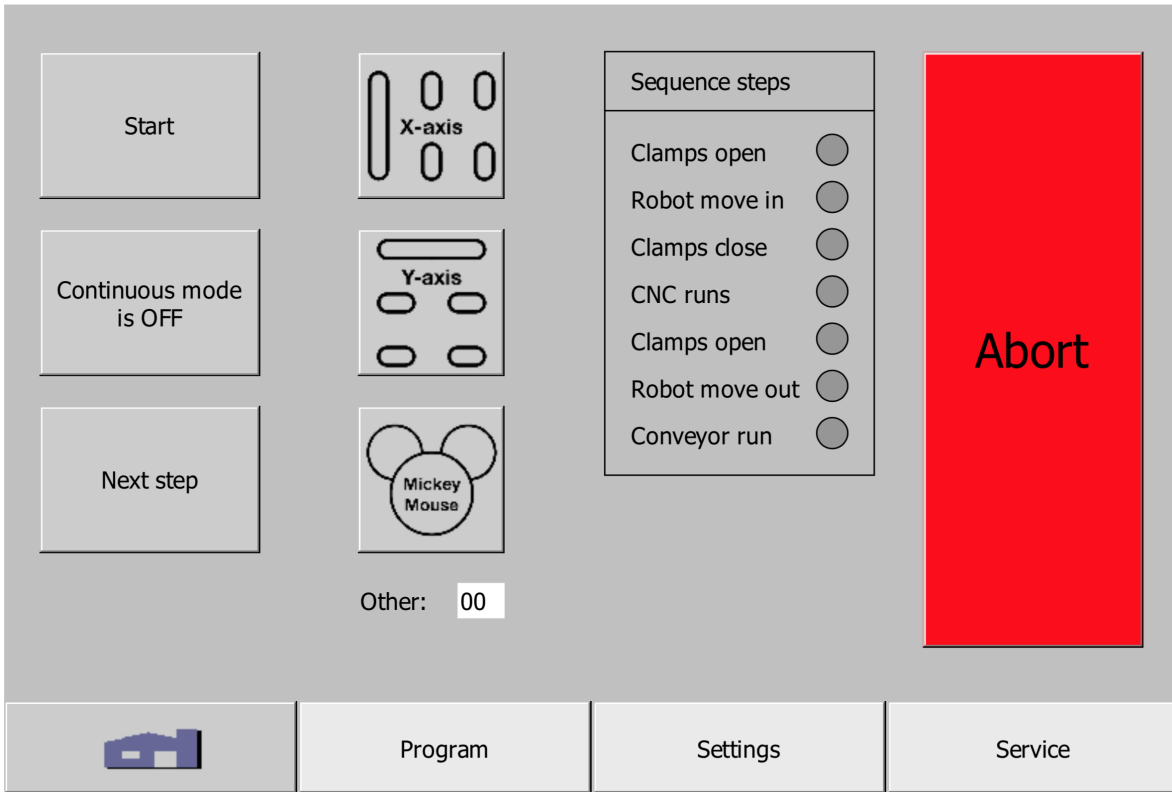 Start
Continuous mode
is OFF
Next step
X-axis
Y-axis
Mickey
Mouse
Other: 00
Sequence steps
Clamps open
Robot move in
Clamps close
CNC runs
Clamps open
Robot move out
Conveyor run
Abort
Program
Settings
Service